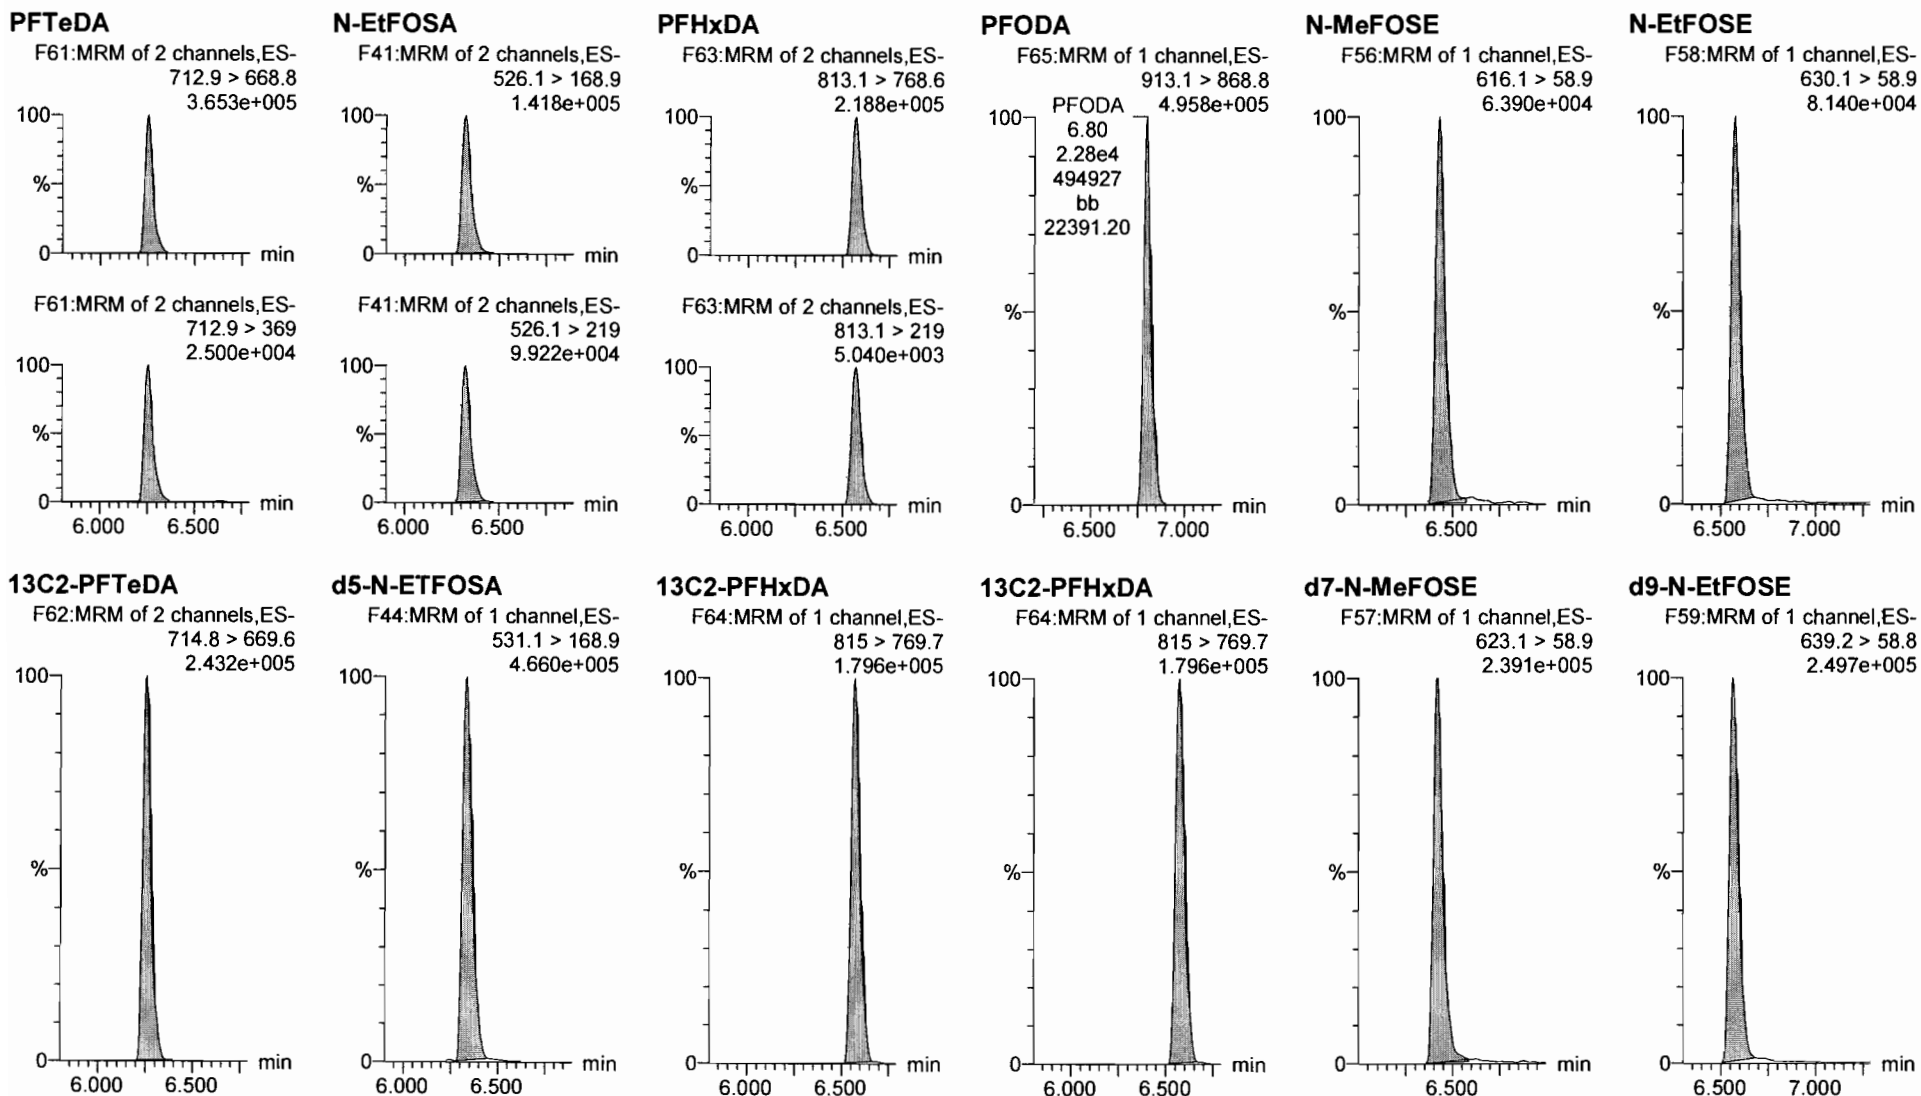 PFTeDA
F61:MRM of 2 channels,ES-
712.9 > 668.8
3.653e+005
100
%
0
min
F61:MRM of 2 channels,ES-
712.9 > 369
2.500e+004
100
%
0
min
6.000 6.500
N-EtFOSA
F41:MRM of 2 channels,ES-
526.1 > 168.9
1.418e+005
100
%
0
min
F41:MRM of 2 channels,ES-
526.1 > 219
9.922e+004
100
%
0
min
6.000 6.500
PFHxDA
F63:MRM of 2 channels,ES-
813.1 > 768.6
2.188e+005
100
%
0
min
F63:MRM of 2 channels,ES-
813.1 > 219
5.040e+003
100
%
0
min
6.000 6.500
PFODA
F65:MRM of 1 channel,ES-
913.1 > 868.8
4.958e+005
PFODA
6.80
2.28e4
494927
bb
22391.20
100
%
0
min
6.500 7.000
N-MeFOSE
F56:MRM of 1 channel,ES-
616.1 > 58.9
6.390e+004
100
%
0
min
6.500
N-EtFOSE
F58:MRM of 1 channel,ES-
630.1 > 58.9
8.140e+004
100
%
0
min
6.500 7.000
13C2-PFTeDA
F62:MRM of 2 channels,ES-
714.8 > 669.6
2.432e+005
100
%
0
min
6.000 6.500
d5-N-ETFOSA
F44:MRM of 1 channel,ES-
531.1 > 168.9
4.660e+005
100
%
0
min
6.000 6.500
13C2-PFHxDA
F64:MRM of 1 channel,ES-
815 > 769.7
1.796e+005
100
%
0
min
6.000 6.500
13C2-PFHxDA
F64:MRM of 1 channel,ES-
815 > 769.7
1.796e+005
100
%
0
min
6.000 6.500
d7-N-MeFOSE
F57:MRM of 1 channel,ES-
623.1 > 58.9
2.391e+005
100
%
0
min
6.500
d9-N-EtFOSE
F59:MRM of 1 channel,ES-
639.2 > 58.8
2.497e+005
100
%
0
min
6.500 7.000